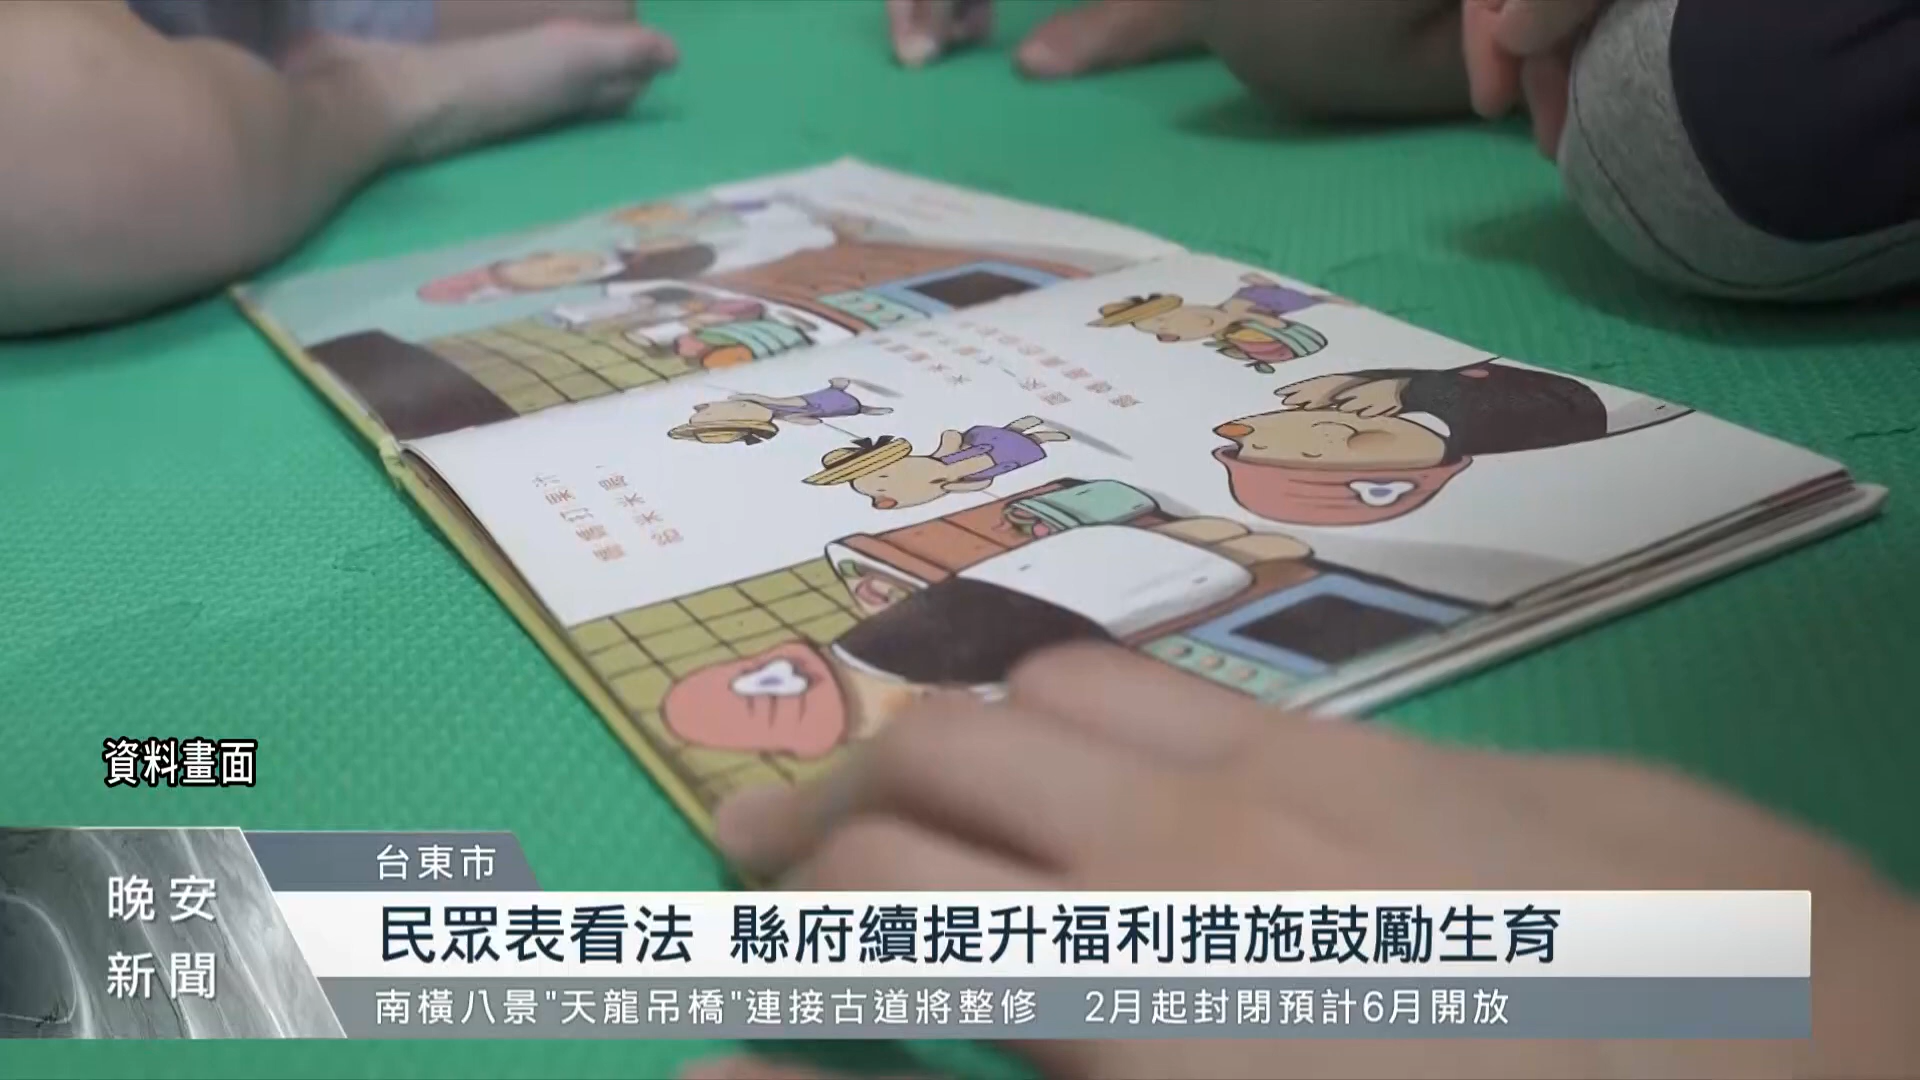 資料畫面
台東市
晚安
新聞
民眾表看法 縣府續提升福利措施鼓勵生育
南橫八景"天龍吊橋"連接古道將整修 2月起封閉預計6月開放